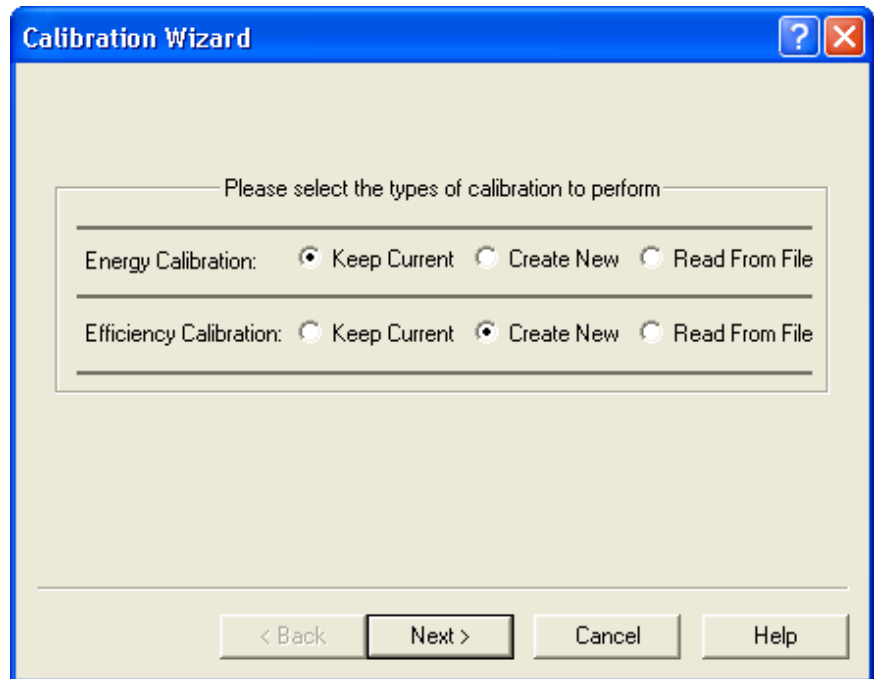 Calibration Wizard
Please select the types of calibration to perform
Energy Calibration: Keep Current Create New Read From File
Efficiency Calibration: Keep Current Create New Read From File
< Back Next > Cancel Help